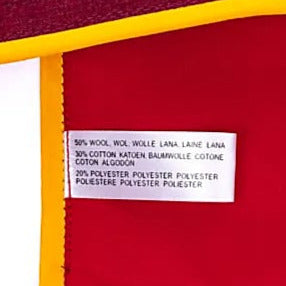 50% WOOL, WOL, WOLLE LANA, LAINE LANA
30% COTTON KATOEN, BAUMWOLLE COTONE
COTON ALGODÓN
20% POLYESTER POLYESTER POLYESTER
POLIESTERE POLYESTER POLIÉSTER